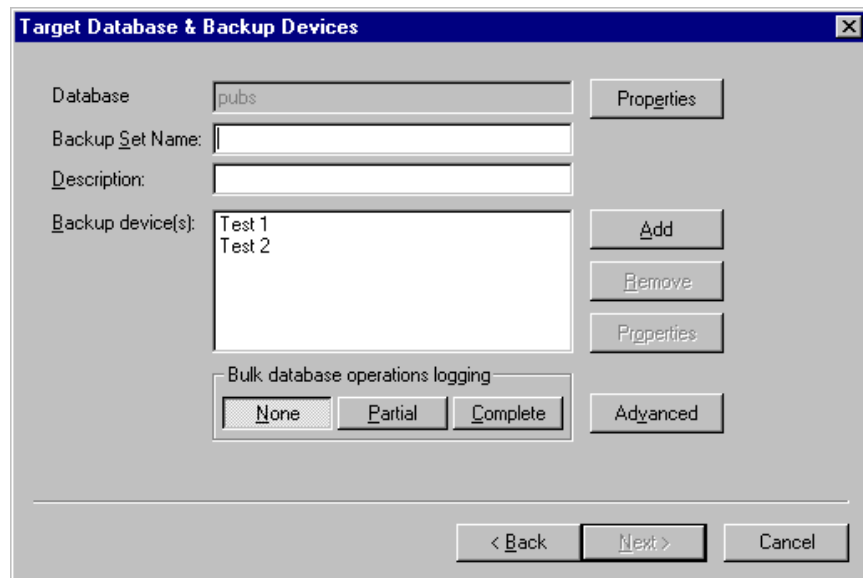 Target Database & Backup Devices
Database
pubs
Properties
Backup Set Name:
Description:
Backup device(s):
Test 1
Test 2
Add
Remove
Properties
Bulk database operations logging
None
Partial
Complete
Advanced
< Back
Next >
Cancel